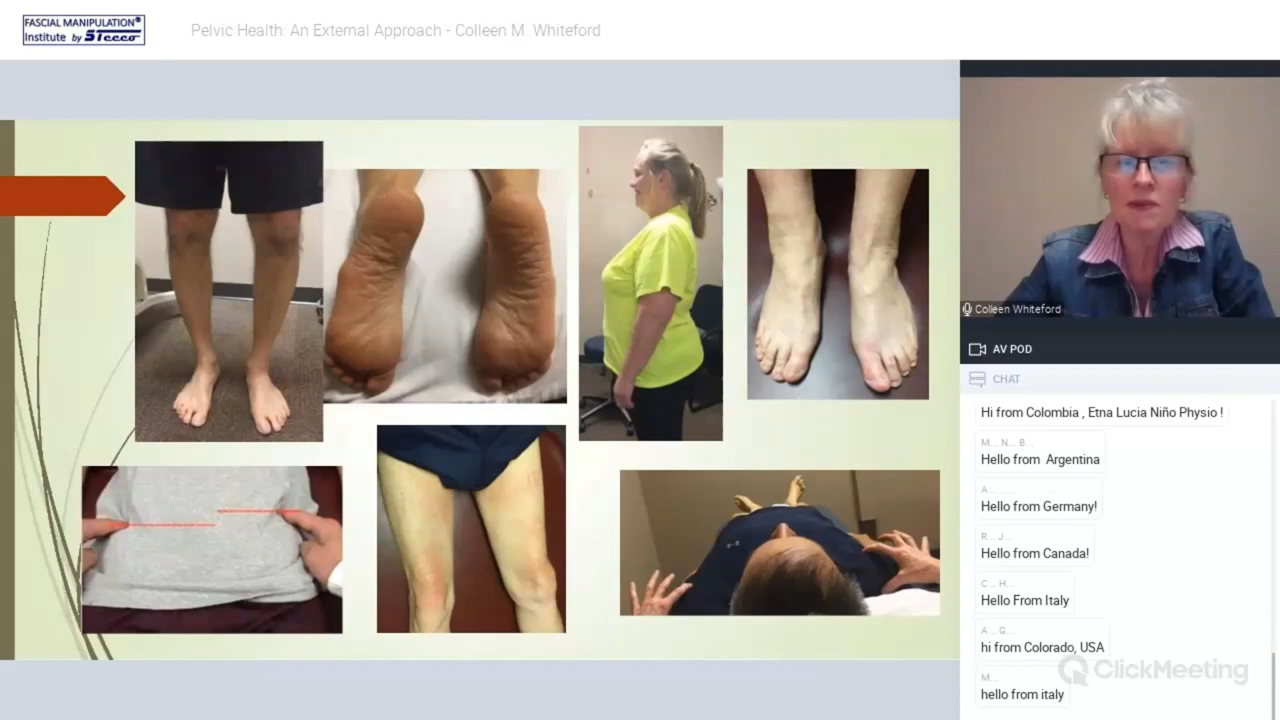 FASCIAL MANIPULATION®
Institute by STecco
Pelvic Health: An External Approach - Colleen M. Whiteford
Colleen Whiteford
AV POD
CHAT
Hi from Colombia , Etna Lucia Niño Physio !
M... N... B...
Hello from Argentina
A...
Hello from Germany!
R... J...
Hello from Canada!
C... H...
Hello From Italy
A... G...
hi from Colorado, USA
ClickMeeting
M...
hello from italy